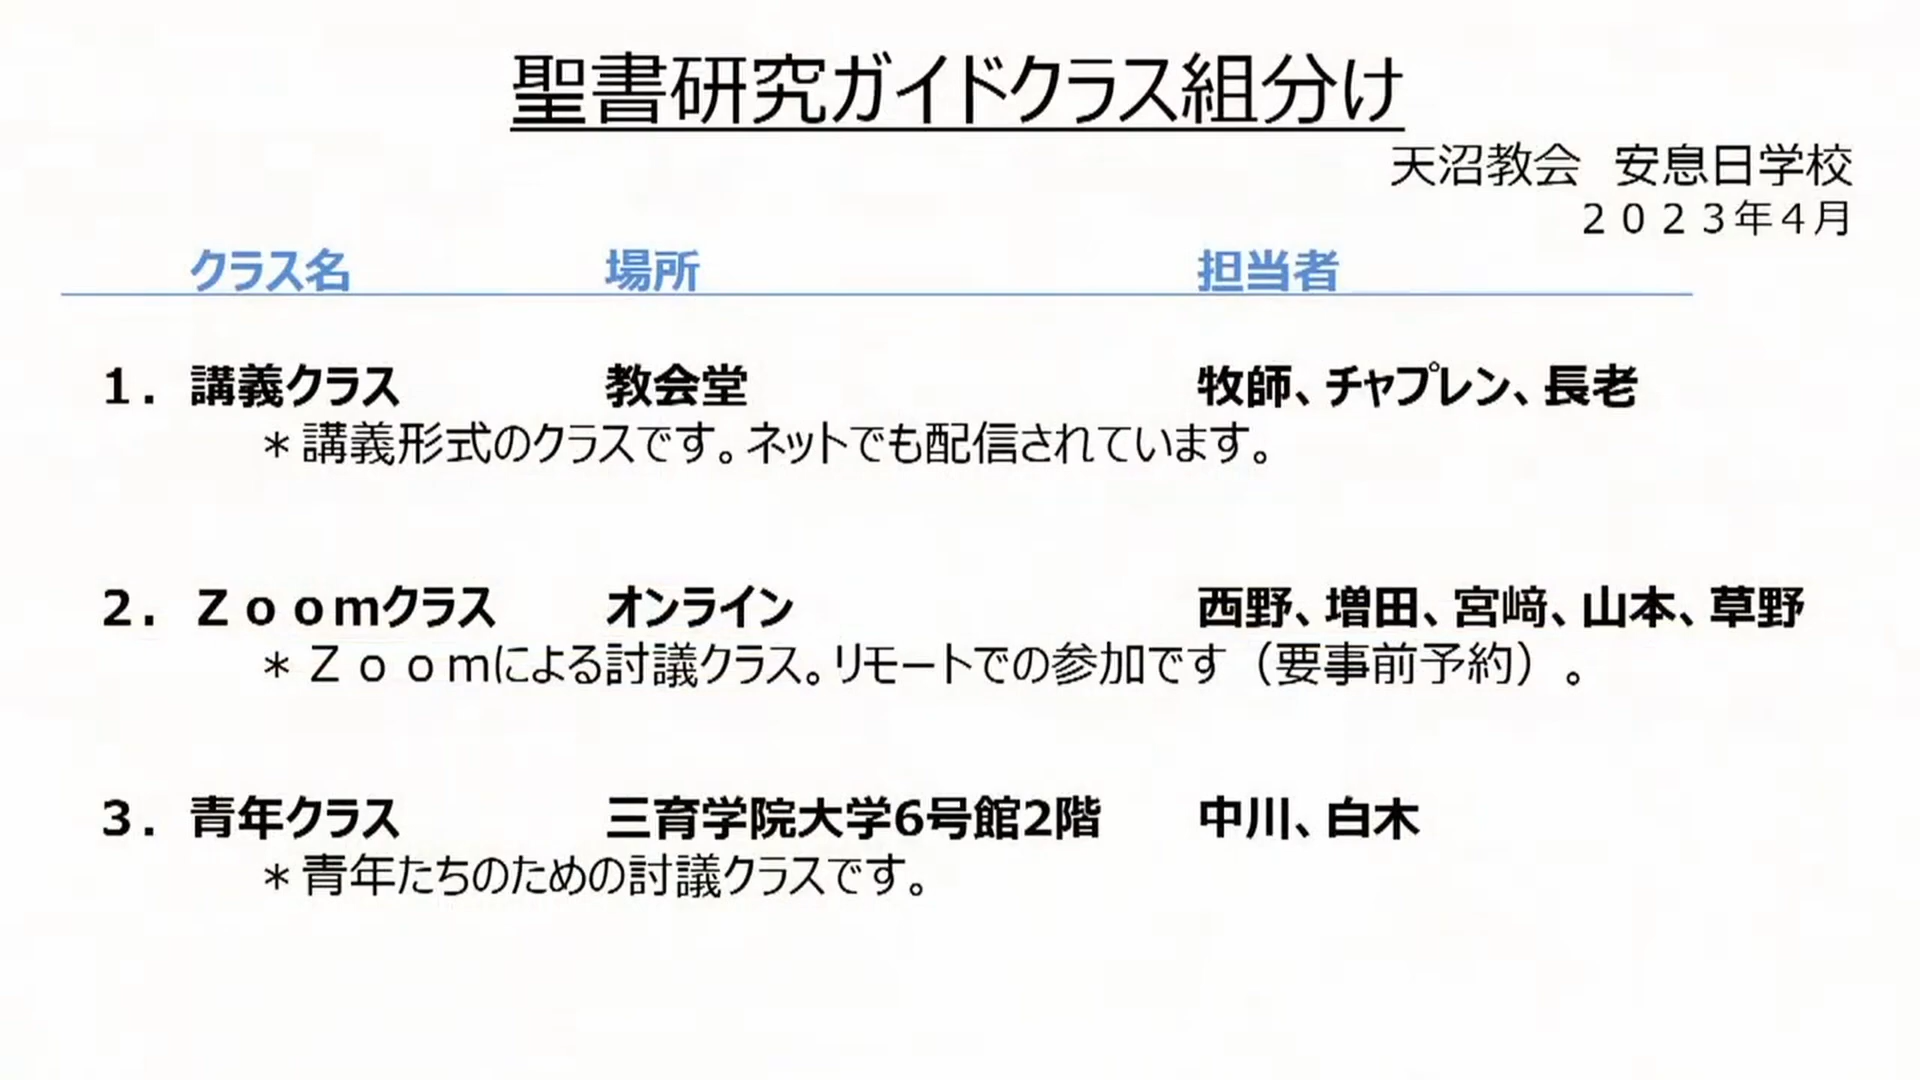 聖書研究ガイドクラス組分け
天沼教会　安息日学校
２０２３年４月
クラス名　場所　担当者
１．講義クラス　教会堂　牧師、チャプレン、長老
＊講義形式のクラスです。ネットでも配信されています。
２．Ｚｏｏｍクラス　オンライン　西野、増田、宮﨑、山本、草野
＊Ｚｏｏｍによる討議クラス。リモートでの参加です（要事前予約）。
３．青年クラス　三育学院大学6号館2階　中川、白木
＊青年たちのための討議クラスです。